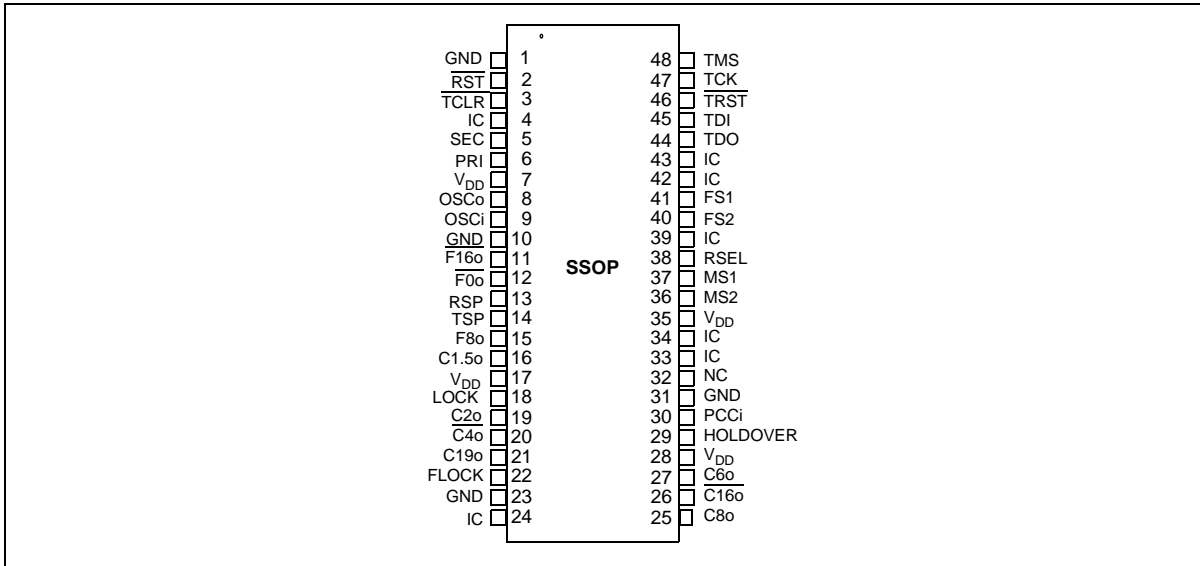 GND 1 48 TMS
RST 2 47 TCK
TCLR 3 46 TRST
IC 4 45 TDI
SEC 5 44 TDO
PRI 6 43 IC
VDD 7 42 IC
OSCo 8 41 FS1
OSCi 9 40 FS2
GND 10 39 IC
F16o 11 38 RSEL
SSOP
F0o 12 37 MS1
RSP 13 36 MS2
TSP 14 35 VDD
F8o 15 34 IC
C1.5o 16 33 IC
VDD 17 32 NC
LOCK 18 31 GND
C2o 19 30 PCCi
C4o 20 29 HOLDOVER
C19o 21 28 VDD
FLOCK 22 27 C6o
GND 23 26 C16o
IC 24 25 C8o